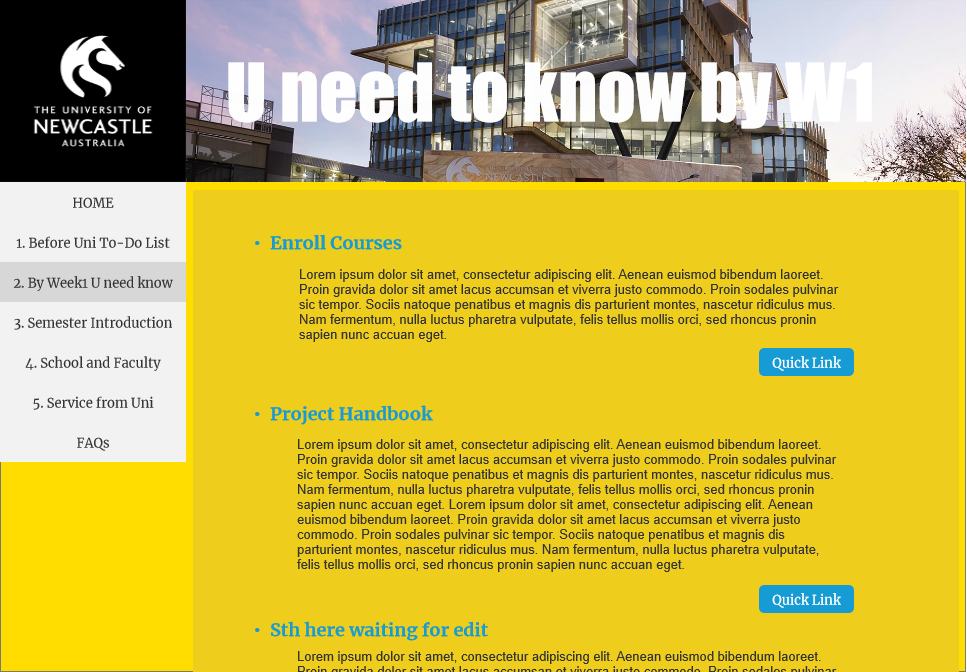 THE UNIVERSITY OF
NEWCASTLE
AUSTRALIA
U need to know by W1
NEWCASTLE
HOME
1. Before Uni To-Do List
2. By Week1 U need know
3. Semester Introduction
4. School and Faculty
5. Service from Uni
FAQs
• Enroll Courses
Lorem ipsum dolor sit amet, consectetur adipiscing elit. Aenean euismod bibendum laoreet.
Proin gravida dolor sit amet lacus accumsan et viverra justo commodo. Proin sodales pulvinar
sic tempor. Sociis natoque penatibus et magnis dis parturient montes, nascetur ridiculus mus.
Nam fermentum, nulla luctus pharetra vulputate, felis tellus mollis orci, sed rhoncus pronin
sapien nunc accuan eget.
Quick Link
• Project Handbook
Lorem ipsum dolor sit amet, consectetur adipiscing elit. Aenean euismod bibendum laoreet.
Proin gravida dolor sit amet lacus accumsan et viverra justo commodo. Proin sodales pulvinar
sic tempor. Sociis natoque penatibus et magnis dis parturient montes, nascetur ridiculus mus.
Nam fermentum, nulla luctus pharetra vulputate, felis tellus mollis orci, sed rhoncus pronin
sapien nunc accuan eget. Lorem ipsum dolor sit amet, consectetur adipiscing elit. Aenean
euismod bibendum laoreet. Proin gravida dolor sit amet lacus accumsan et viverra justo
commodo. Proin sodales pulvinar sic tempor. Sociis natoque penatibus et magnis dis
parturient montes, nascetur ridiculus mus. Nam fermentum, nulla luctus pharetra vulputate,
felis tellus mollis orci, sed rhoncus pronin sapien nunc accuan eget.
Quick Link
• Sth here waiting for edit
Lorem ipsum dolor sit amet, consectetur adipiscing elit. Aenean euismod bibendum laoreet.
Proin gravida dolor sit amet lacus accumsan et viverra justo commodo. Proin sodales pulvinar